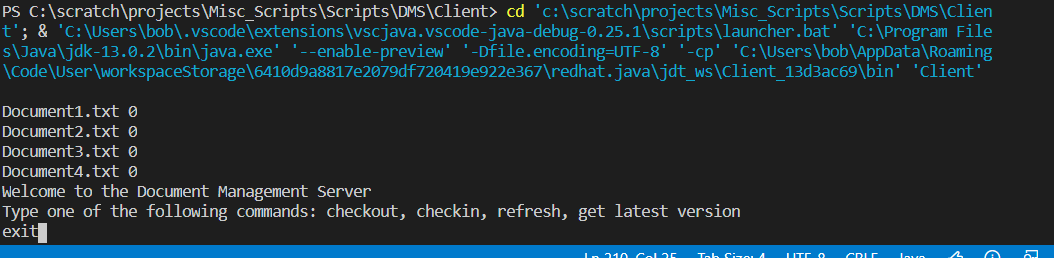 PS C:\scratch\projects\Misc_Scripts\Scripts\DMS\Client> cd 'c:\scratch\projects\Misc_Scripts\Scripts\DMS\Clien
t'; & 'C:\Users\bob\.vscode\extensions\vscjava.vscode-java-debug-0.25.1\scripts\launcher.bat' 'C:\Program File
s\Java\jdk-13.0.2\bin\java.exe' '--enable-preview' '-Dfile.encoding=UTF-8' '-cp' 'C:\Users\bob\AppData\Roaming
\Code\User\workspaceStorage\6410d9a8817e2079df720419e922e367\redhat.java\jdt_ws\Client_13d3ac69\bin' 'Client'
Document1.txt 0
Document2.txt 0
Document3.txt 0
Document4.txt 0
Welcome to the Document Management Server
Type one of the following commands: checkout, checkin, refresh, get latest version
exit
Ln 210, Col 25 Tab Size: 4 UTF-8 CRLF Java